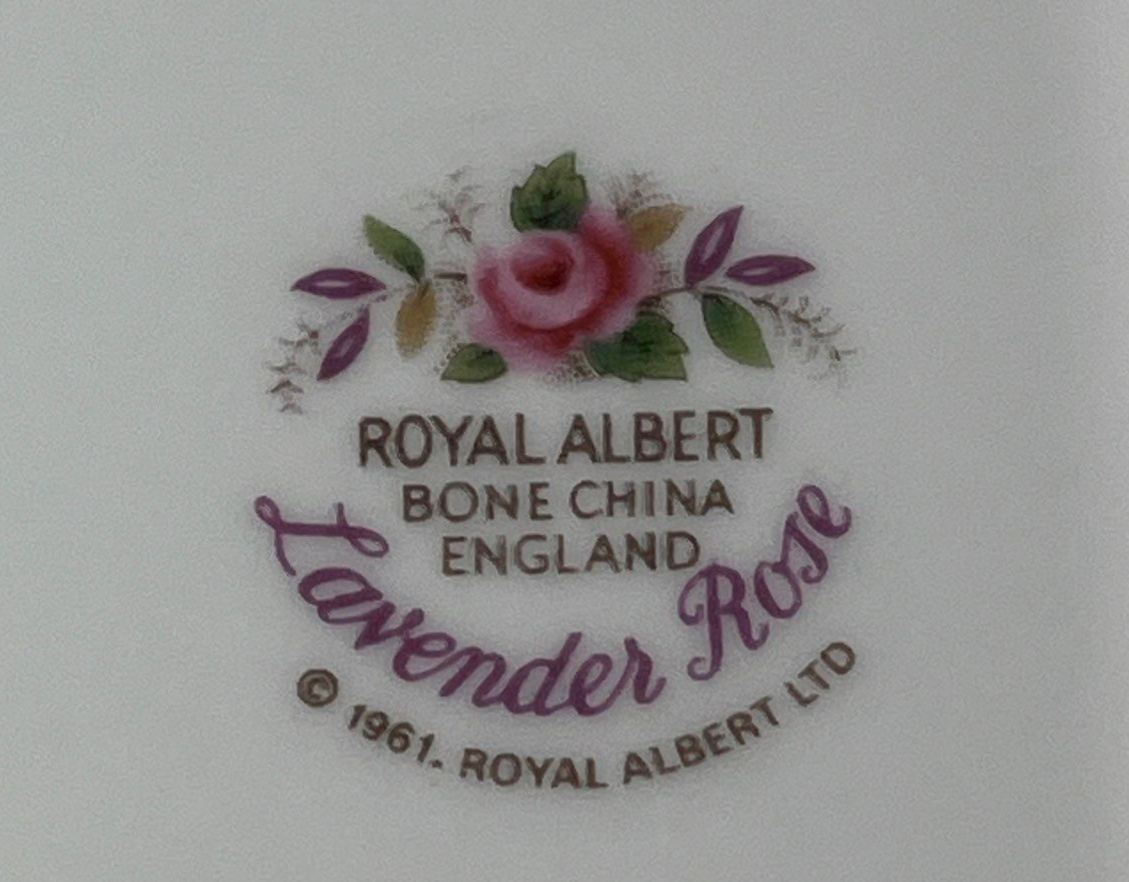 ROYAL ALBERT
BONE CHINA
ENGLAND
Lavender Rose
© 1961. ROYAL ALBERT LTD